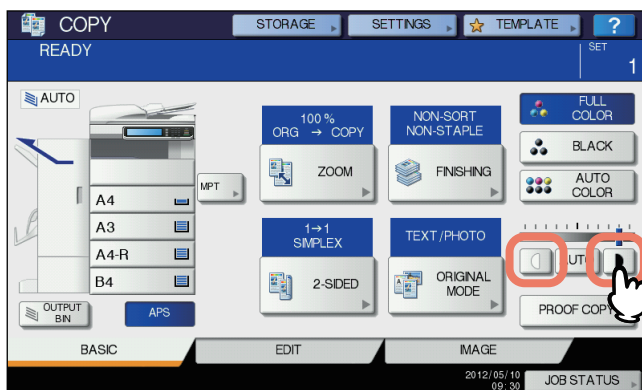 COPY
STORAGE
SETTINGS
TEMPLATE
?
READY
SET
1
AUTO
MPT
A4
A3
A4-R
B4
OUTPUT
BIN
APS
100 %
ORG → COPY
ZOOM
NON-SORT
NON-STAPLE
FINISHING
1→1
SIMPLEX
2-SIDED
TEXT/PHOTO
ORIGINAL
MODE
FULL
COLOR
BLACK
AUTO
COLOR
AUTO
PROOF COPY
BASIC
EDIT
IMAGE
2012/05/10
09:30
JOB STATUS